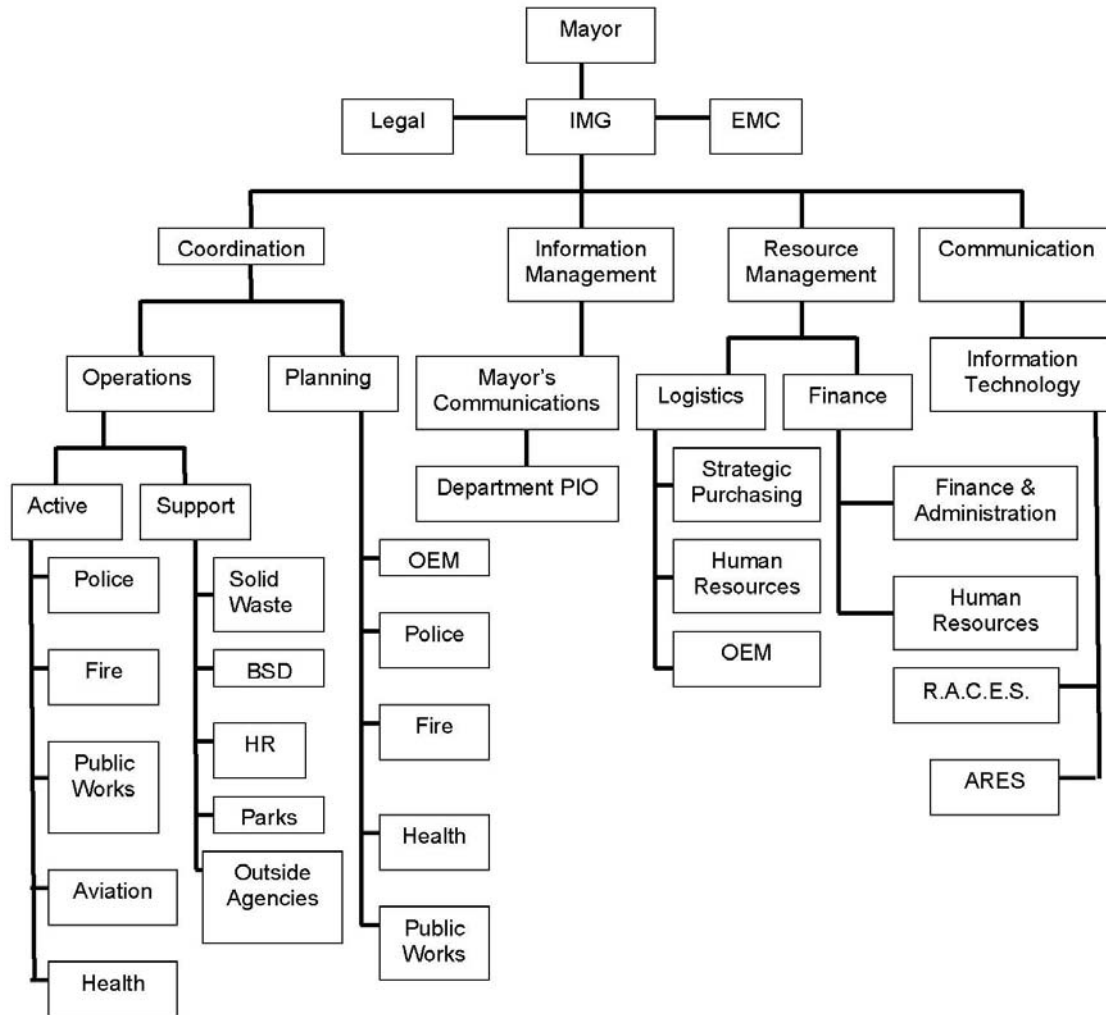 Mayor
Legal
IMG
EMC
Coordination
Information
Management
Resource
Management
Communication
Operations
Planning
Mayor's
Communications
Logistics
Finance
Information
Technology
Active
Support
Department PIO
Strategic
Purchasing
Human
Resources
OEM
Finance &
Administration
Human
Resources
R.A.C.E.S.
ARES
Police
Fire
Public
Works
Aviation
Health
Solid
Waste
BSD
HR
Parks
Outside
Agencies
OEM
Police
Fire
Health
Public
Works